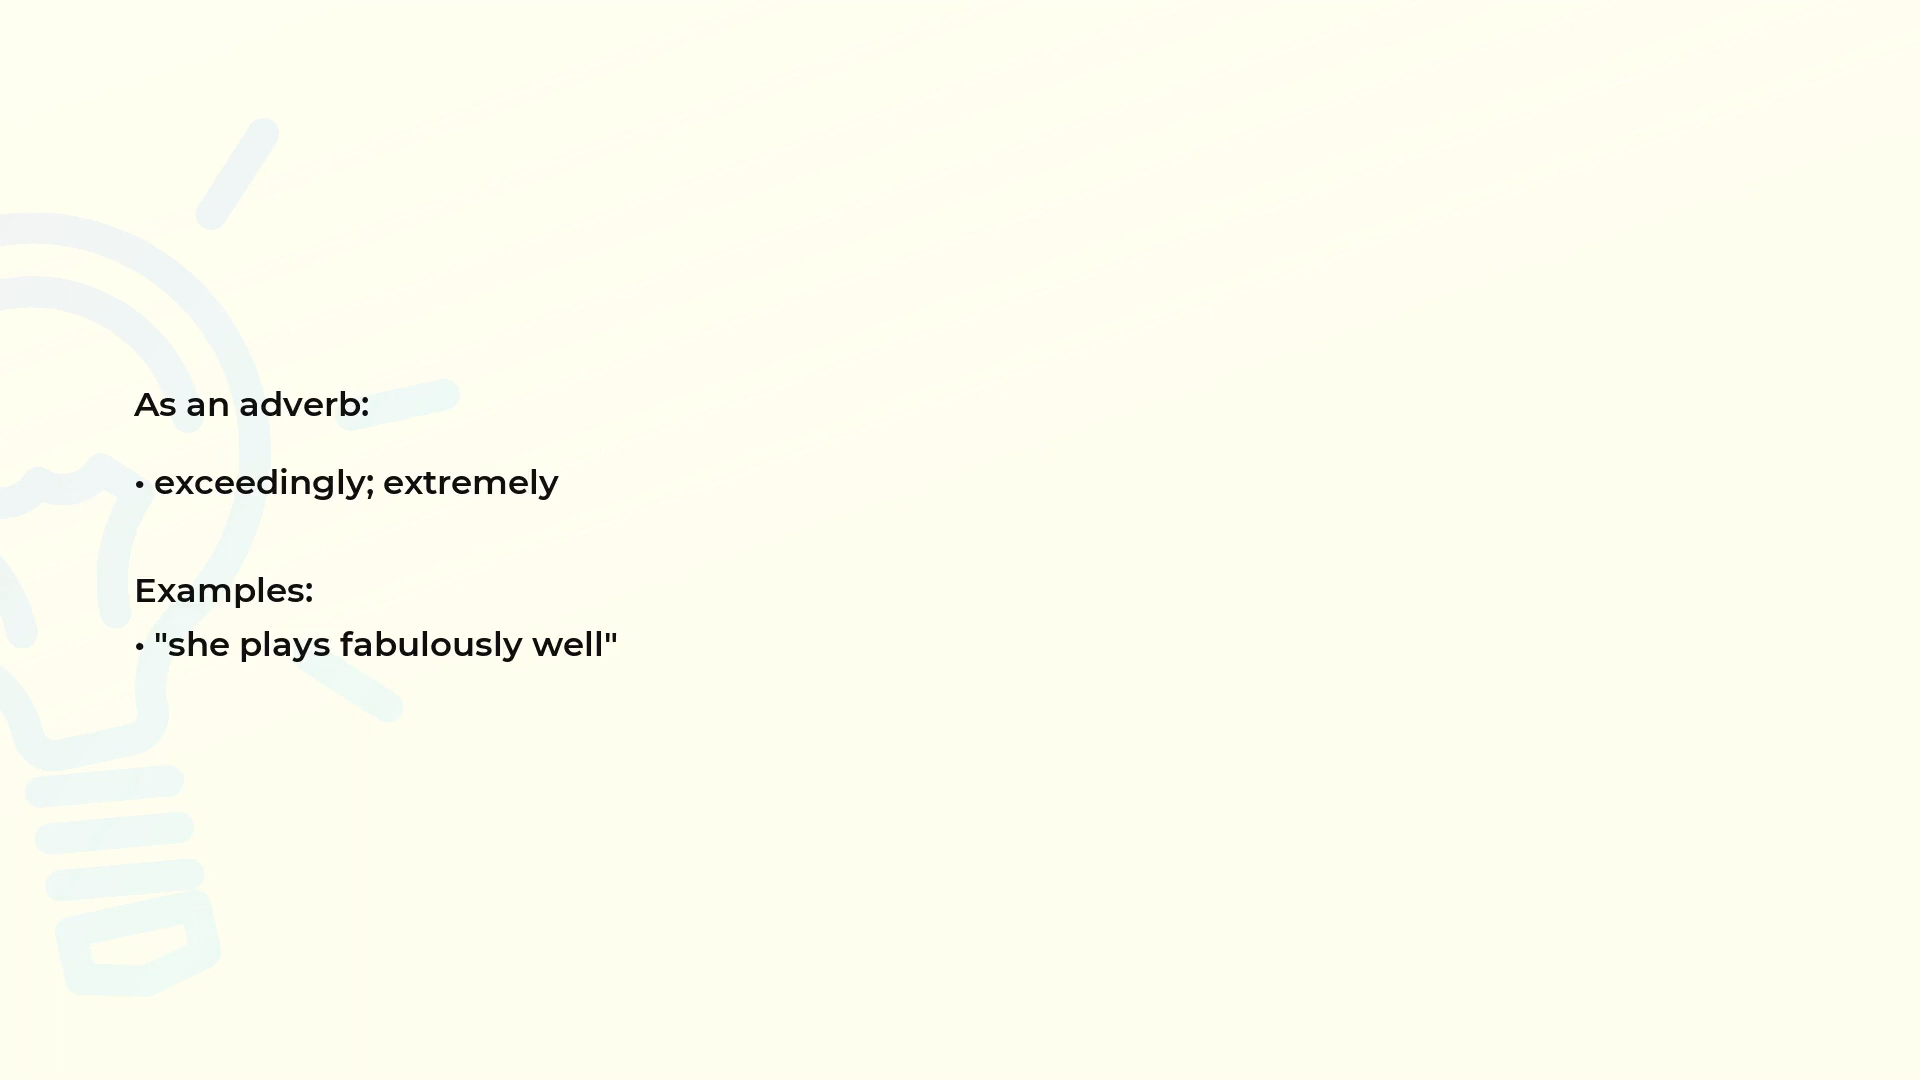 As an adverb:
• exceedingly; extremely
Examples:
• "she plays fabulously well"